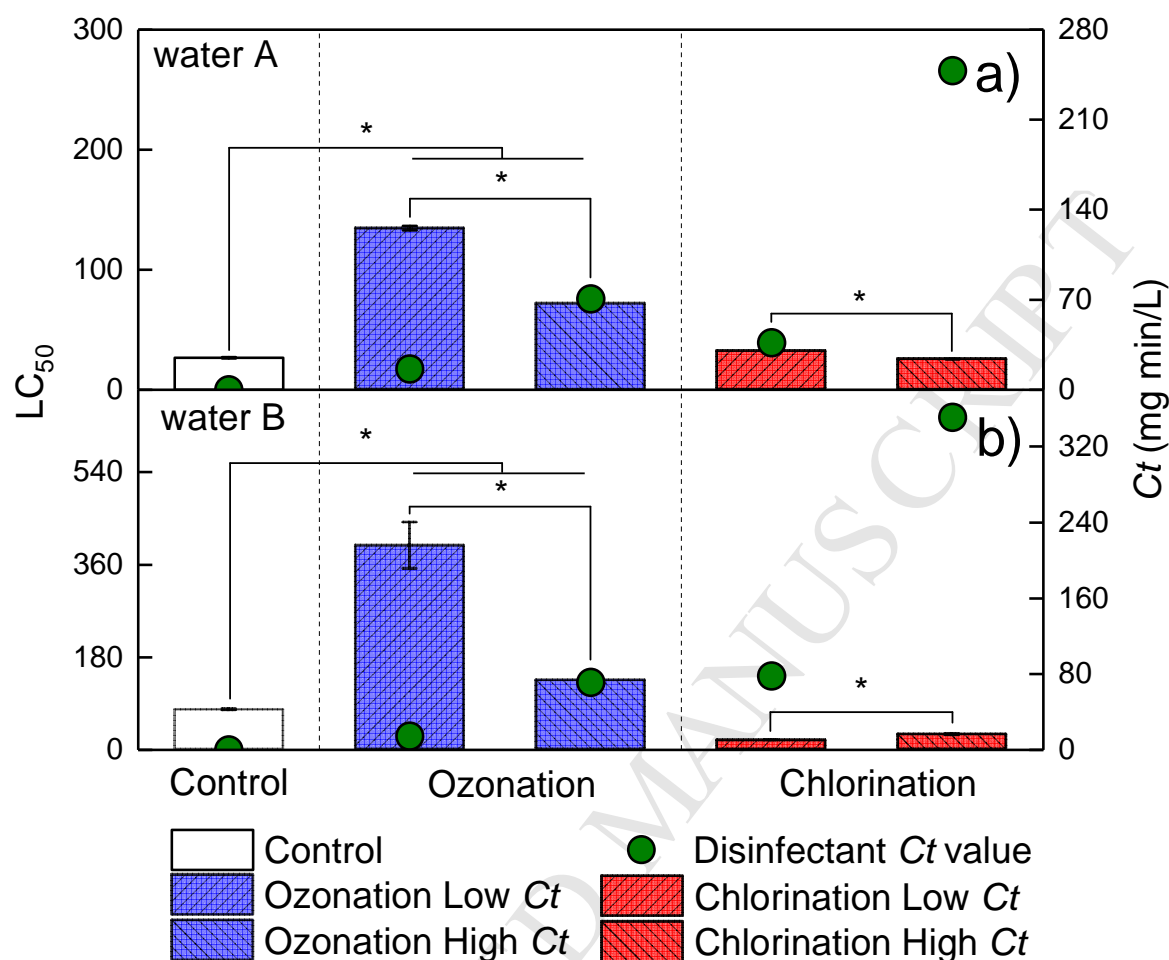 water A
a)
300
200
100
0
280
210
140
70
0
*
*
*
LC50
Ct (mg min/L)
water B
b)
540
360
180
0
320
240
160
80
0
*
*
*
Control
Ozonation
Chlorination
Control
Disinfectant Ct value
Ozonation Low Ct
Chlorination Low Ct
Ozonation High Ct
Chlorination High Ct
D MANUSCRIPT